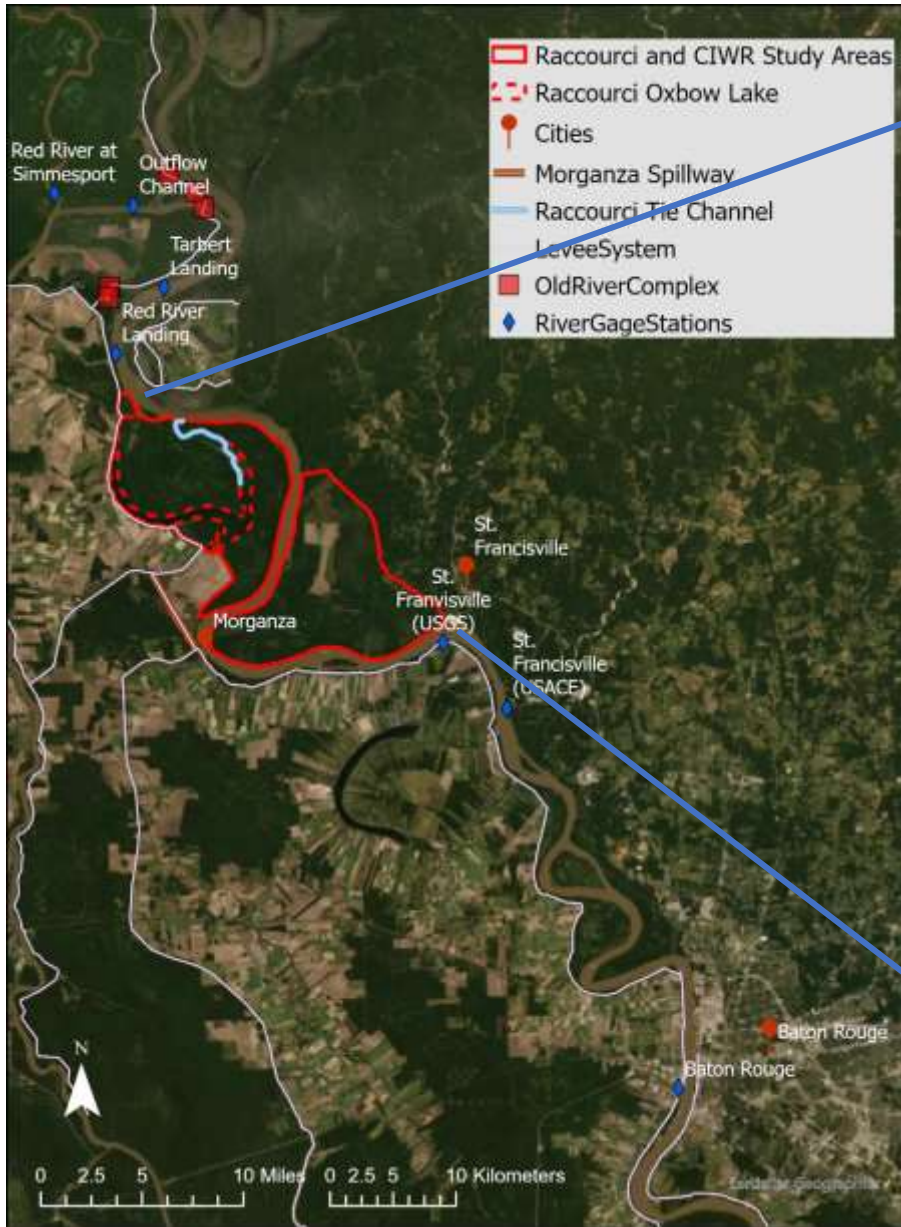 Raccourci and CIWR Study Areas
Raccourci Oxbow Lake
Cities
Morganza Spillway
Raccourci Tie Channel
LeveeSystem
OldRiverComplex
RiverGageStations
Red River at
Simmesport
Outflow
Channel
Tarbert
Landing
Red River
Landing
St.
Francisville
St.
Franvisville
(USGS)
Morganza
St.
Francisville
(USACE)
Baton Rouge
Baton Rouge
N
0 2.5 5 10 Miles
0 2.5 5 10 Kilometers
Earthstar Geographics